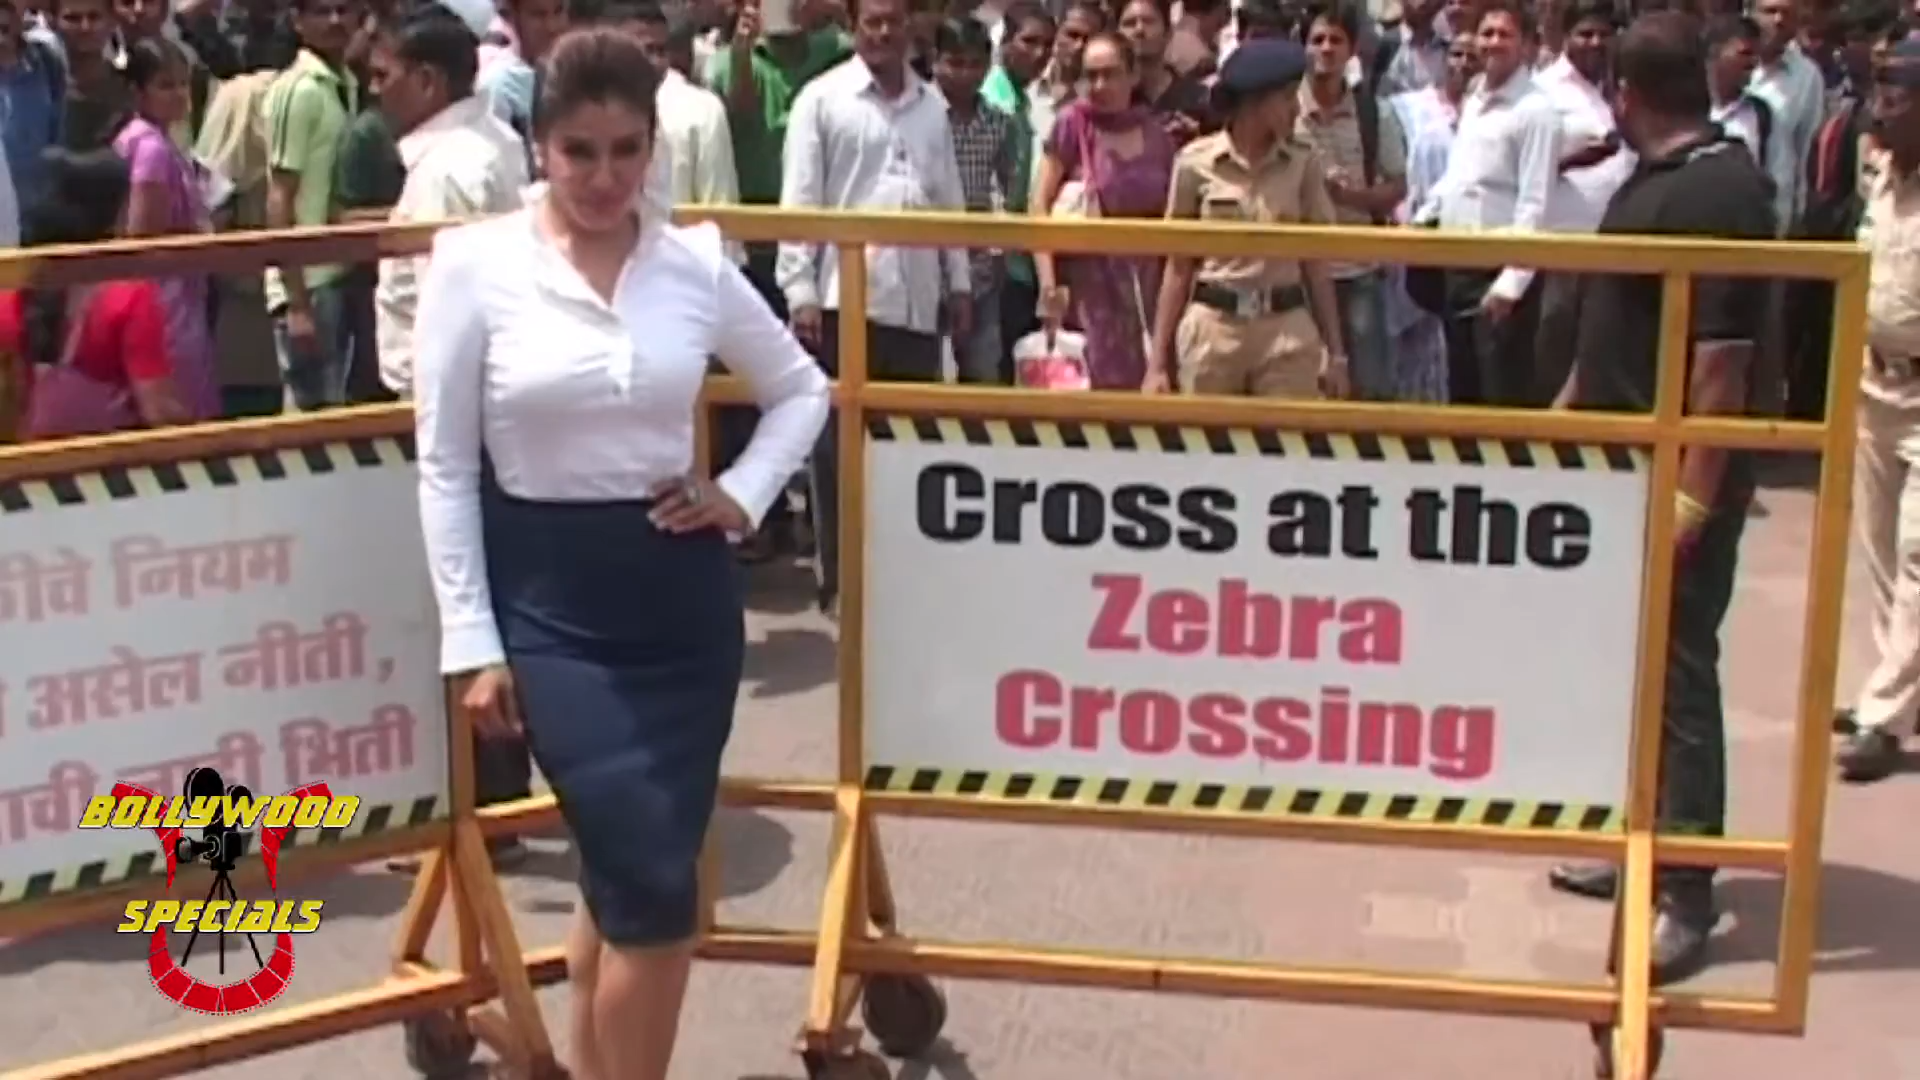 नियम
असेल नीती,
भिती
Cross at the
Zebra
Crossing
BOLLYWOOD
SPECIALS